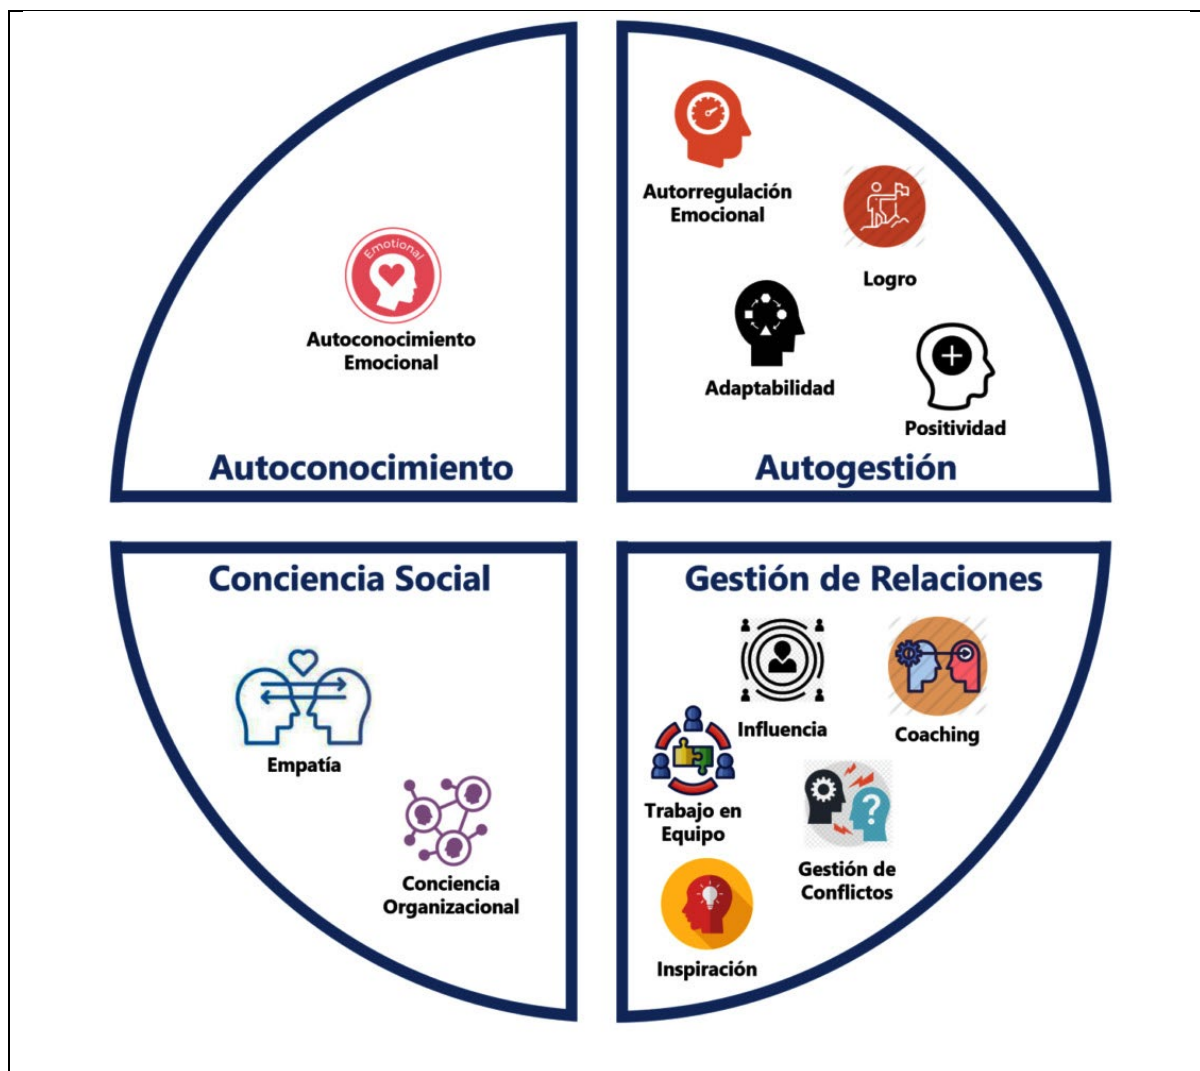 Emotional
Autoconocimiento
Emocional
Autoconocimiento
Autorregulación
Emocional
Logro
Adaptabilidad
Positividad
Autogestión
Conciencia Social
Empatía
Conciencia
Organizacional
Gestión de Relaciones
Influencia
Coaching
Trabajo en
Equipo
?
Gestión de
Conflictos
Inspiración